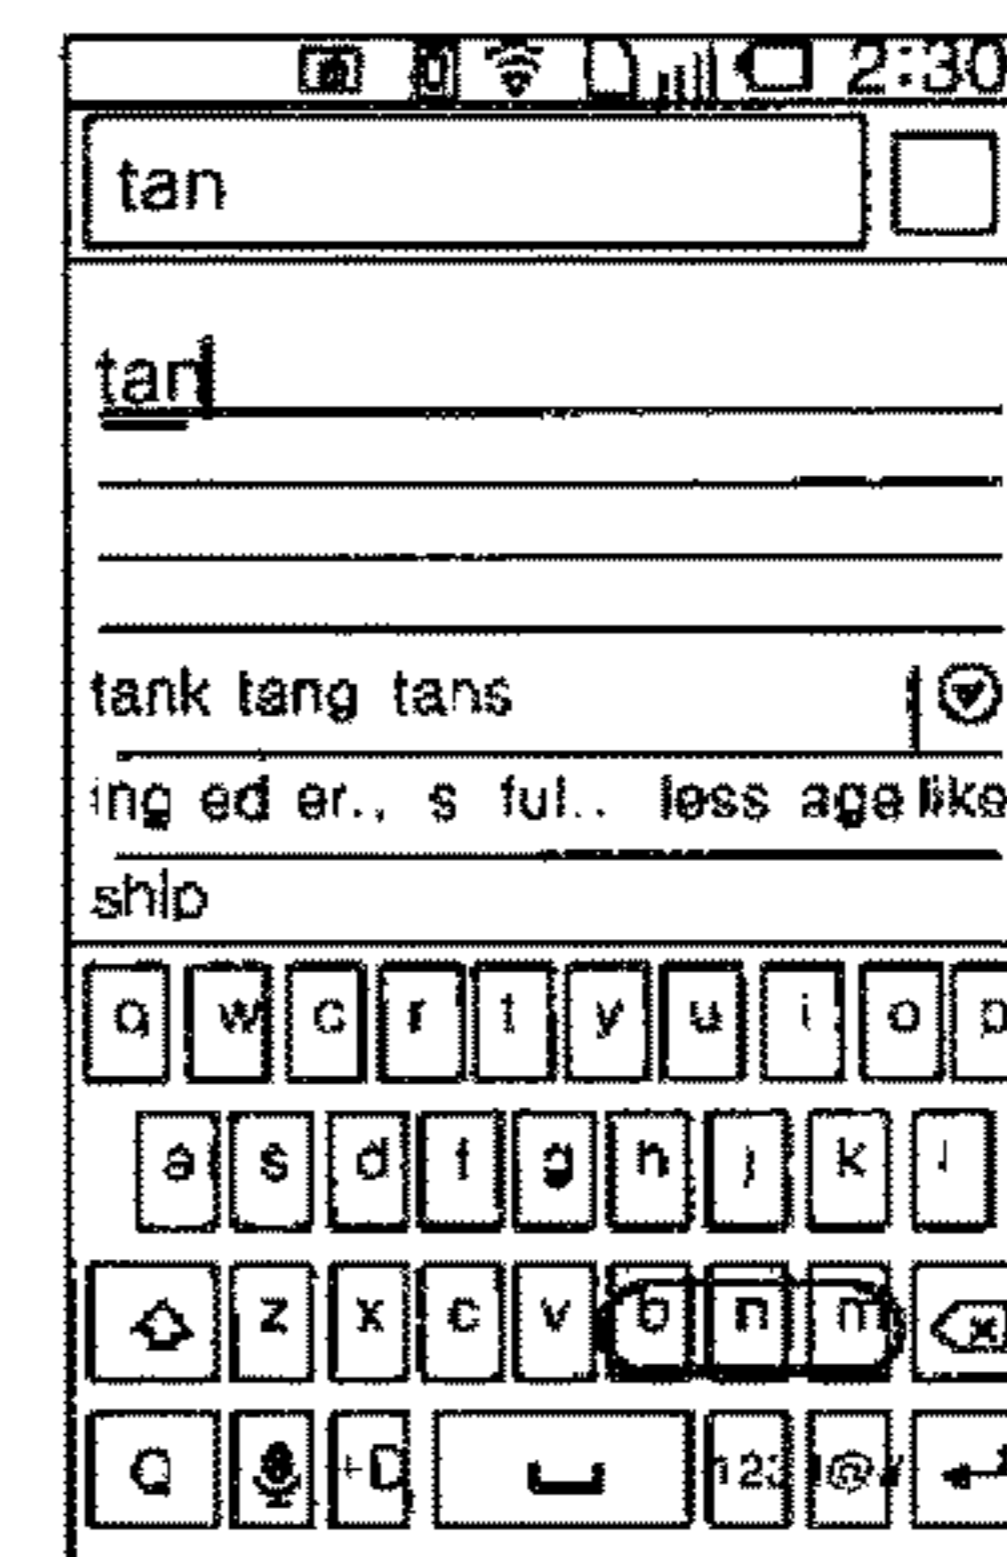 2:30
tan
tan
tank tang tans
ing ed er., s ful.. less age like
ship
q w e r t y u i o p
a s d f g h j k l
z x c v b n m
123 !@#